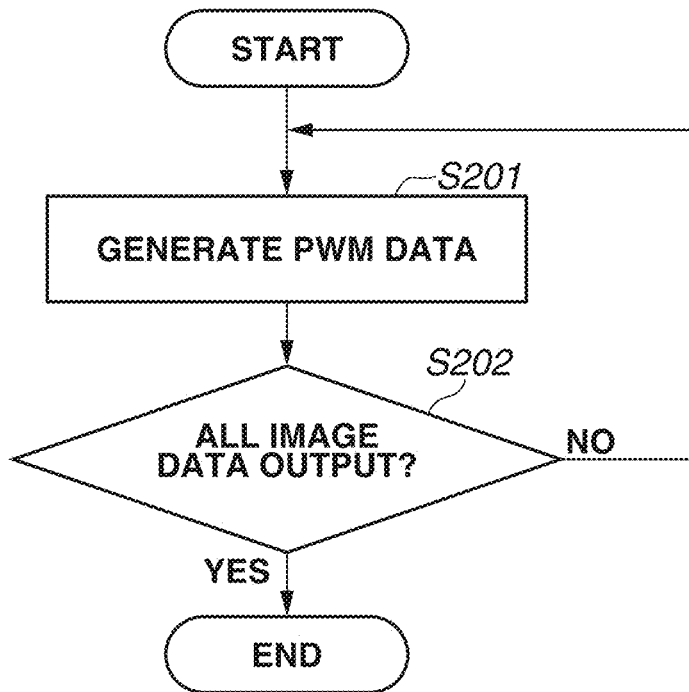 START
S201
GENERATE PWM DATA
S202
ALL IMAGE
DATA OUTPUT?
NO
YES
END